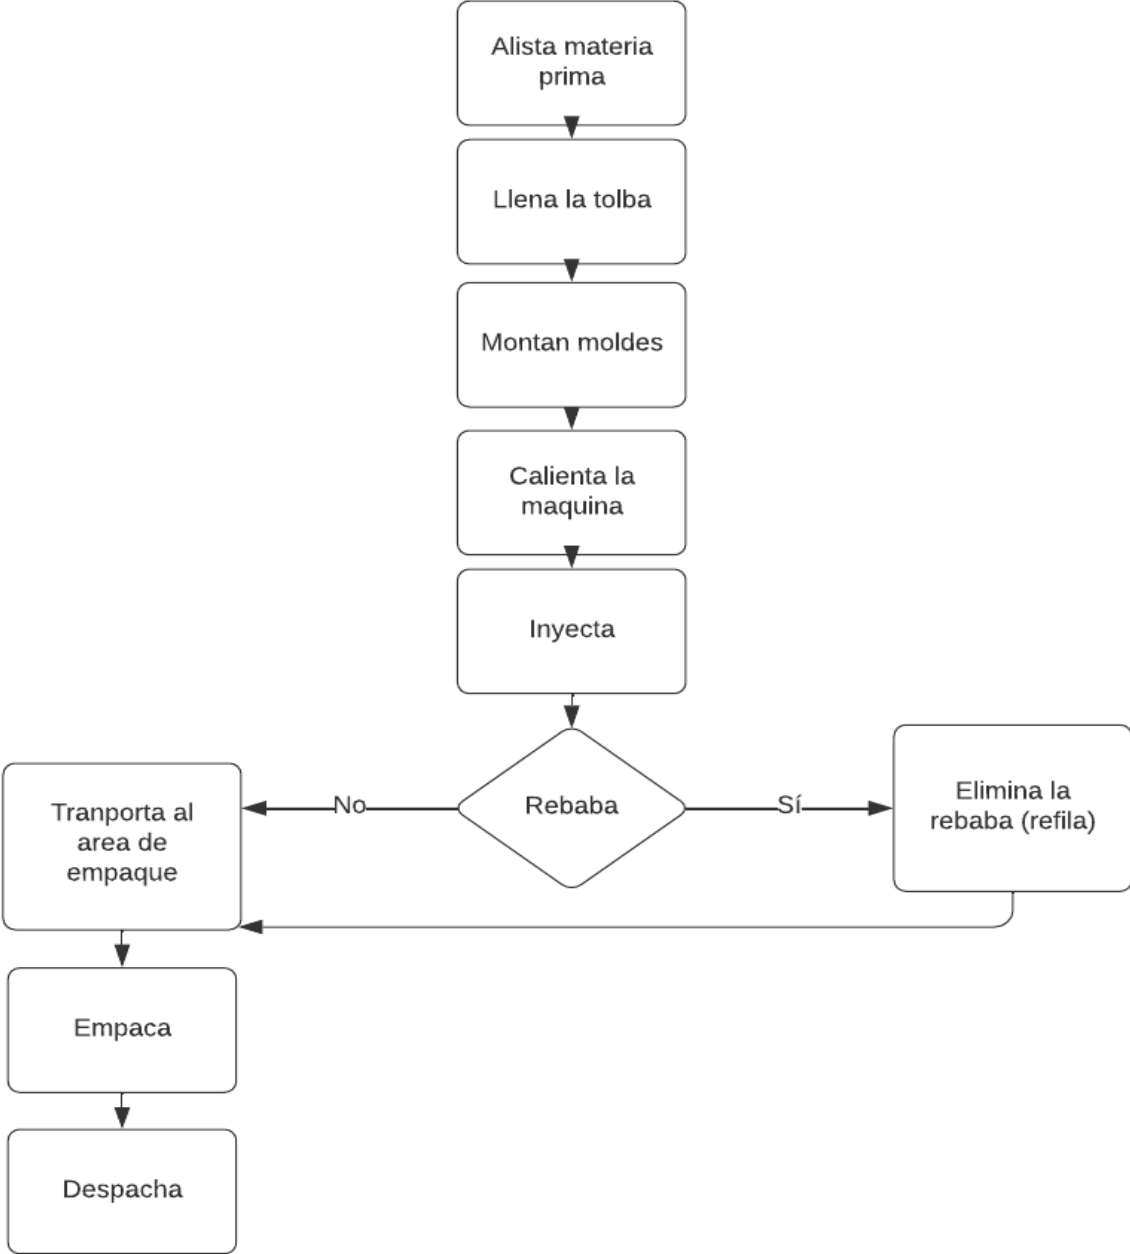 Alista materia
prima
Llena la tolba
Montan moldes
Calienta la
maquina
Inyecta
Rebaba
No
Sí
Elimina la
rebaba (refila)
Tranporta al
area de
empaque
Empaca
Despacha